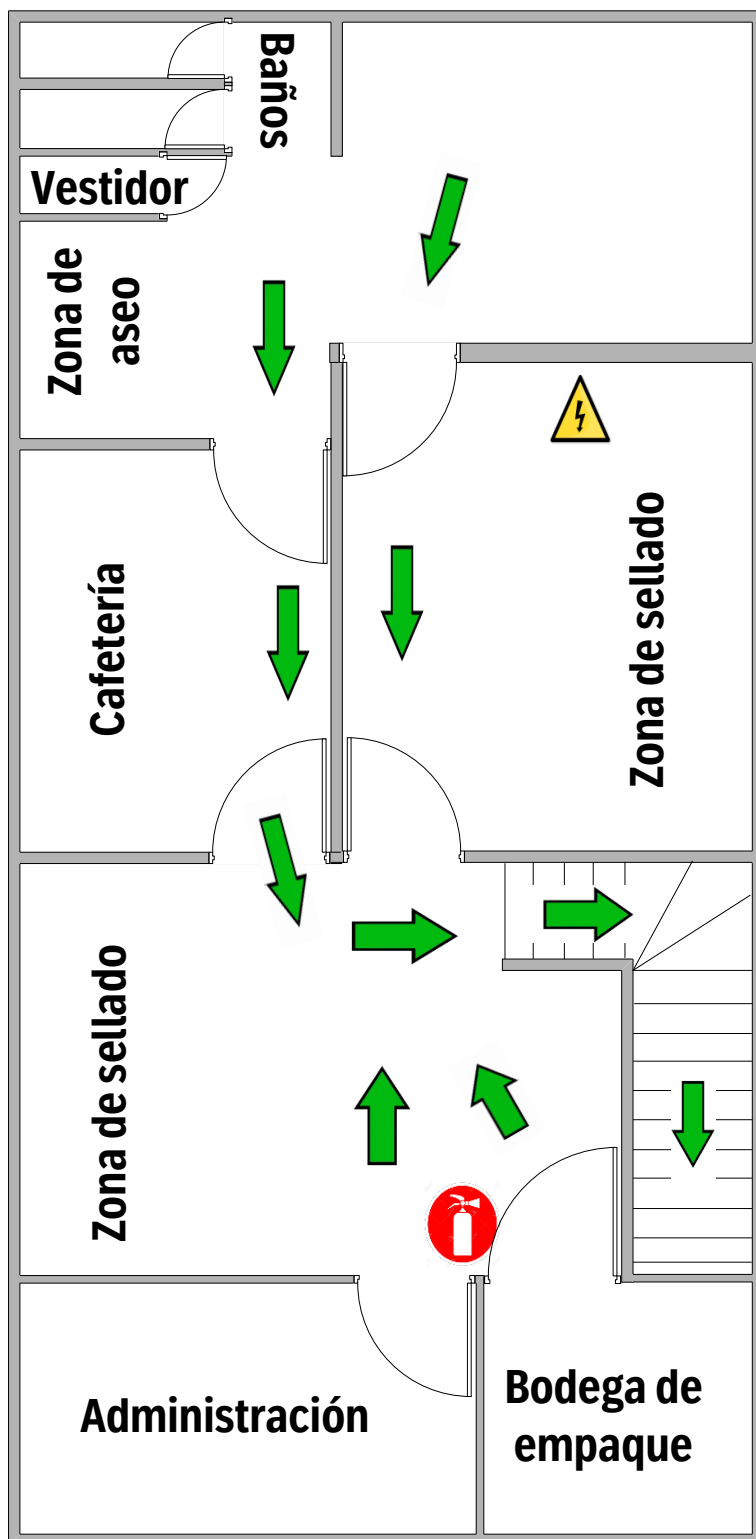 Baños
Vestidor
Zona de
aseo
Cafetería
Zona de sellado
Zona de sellado
Administración
Bodega de
empaque